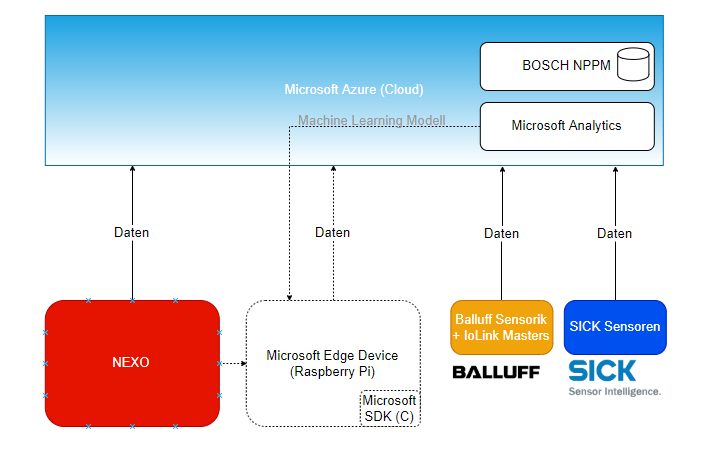 BOSCH NPPM
Microsoft Azure (Cloud)
Machine Learning Modell
Microsoft Analytics
Daten
Daten
Daten
Daten
NEXO
Microsoft Edge Device
(Raspberry Pi)
Microsoft
SDK (C)
Balluff Sensorik
+ IoLink Masters
BALLUFF
SICK Sensoren
SICK
Sensor Intelligence.